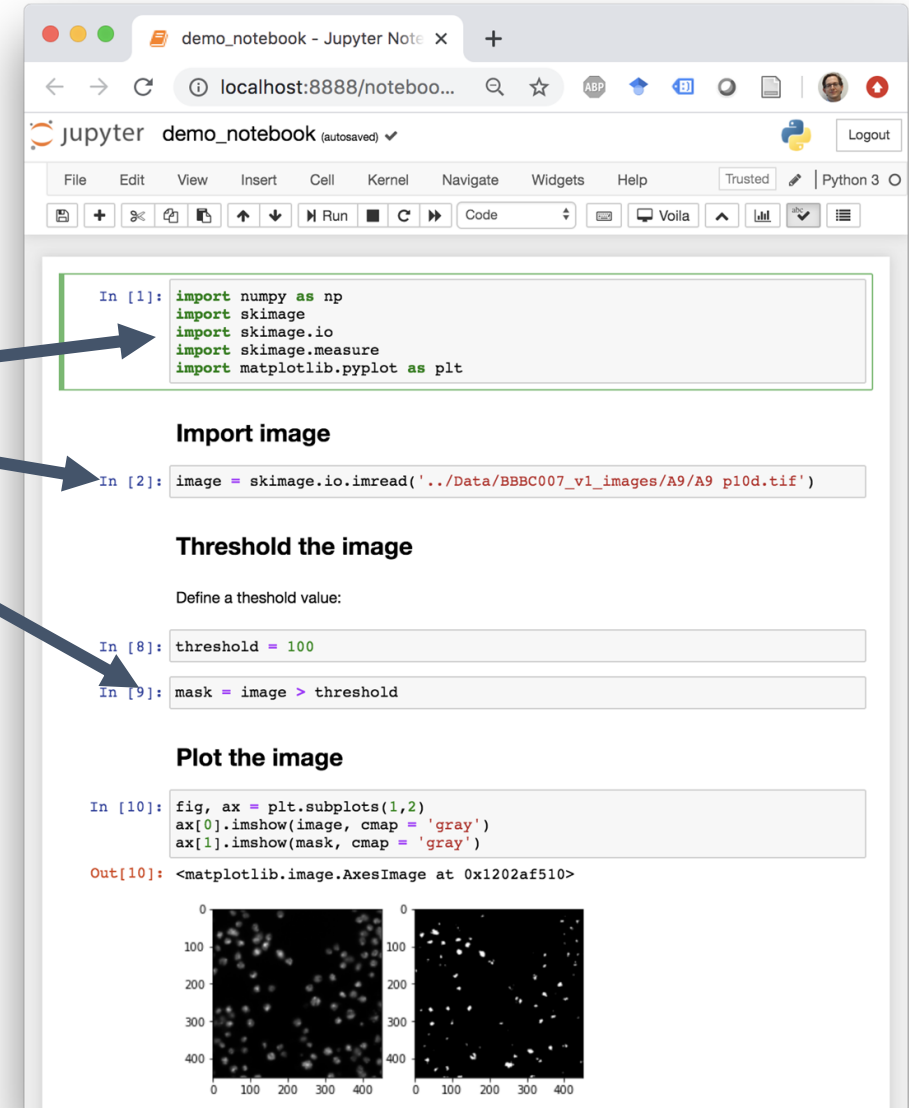 demo_notebook - Jupyter Note
localhost:8888/noteboo...
ABP
jupyter demo_notebook (autosaved)
Logout
File Edit View Insert Cell Kernel Navigate Widgets Help Trusted Python 3
Run Code Voila abc
In [1]: import numpy as np
import skimage
import skimage.io
import skimage.measure
import matplotlib.pyplot as plt
Import image
In [2]: image = skimage.io.imread('../Data/BBBC007_v1_images/A9/A9 p10d.tif')
Threshold the image
Define a theshold value:
In [8]: threshold = 100
In [9]: mask = image > threshold
Plot the image
In [10]: fig, ax = plt.subplots(1,2)
ax[0].imshow(image, cmap = 'gray')
ax[1].imshow(mask, cmap = 'gray')
Out[10]: <matplotlib.image.AxesImage at 0x1202af510>
0 0
100 100
200 200
300 300
400 400
0 100 200 300 400 0 100 200 300 400